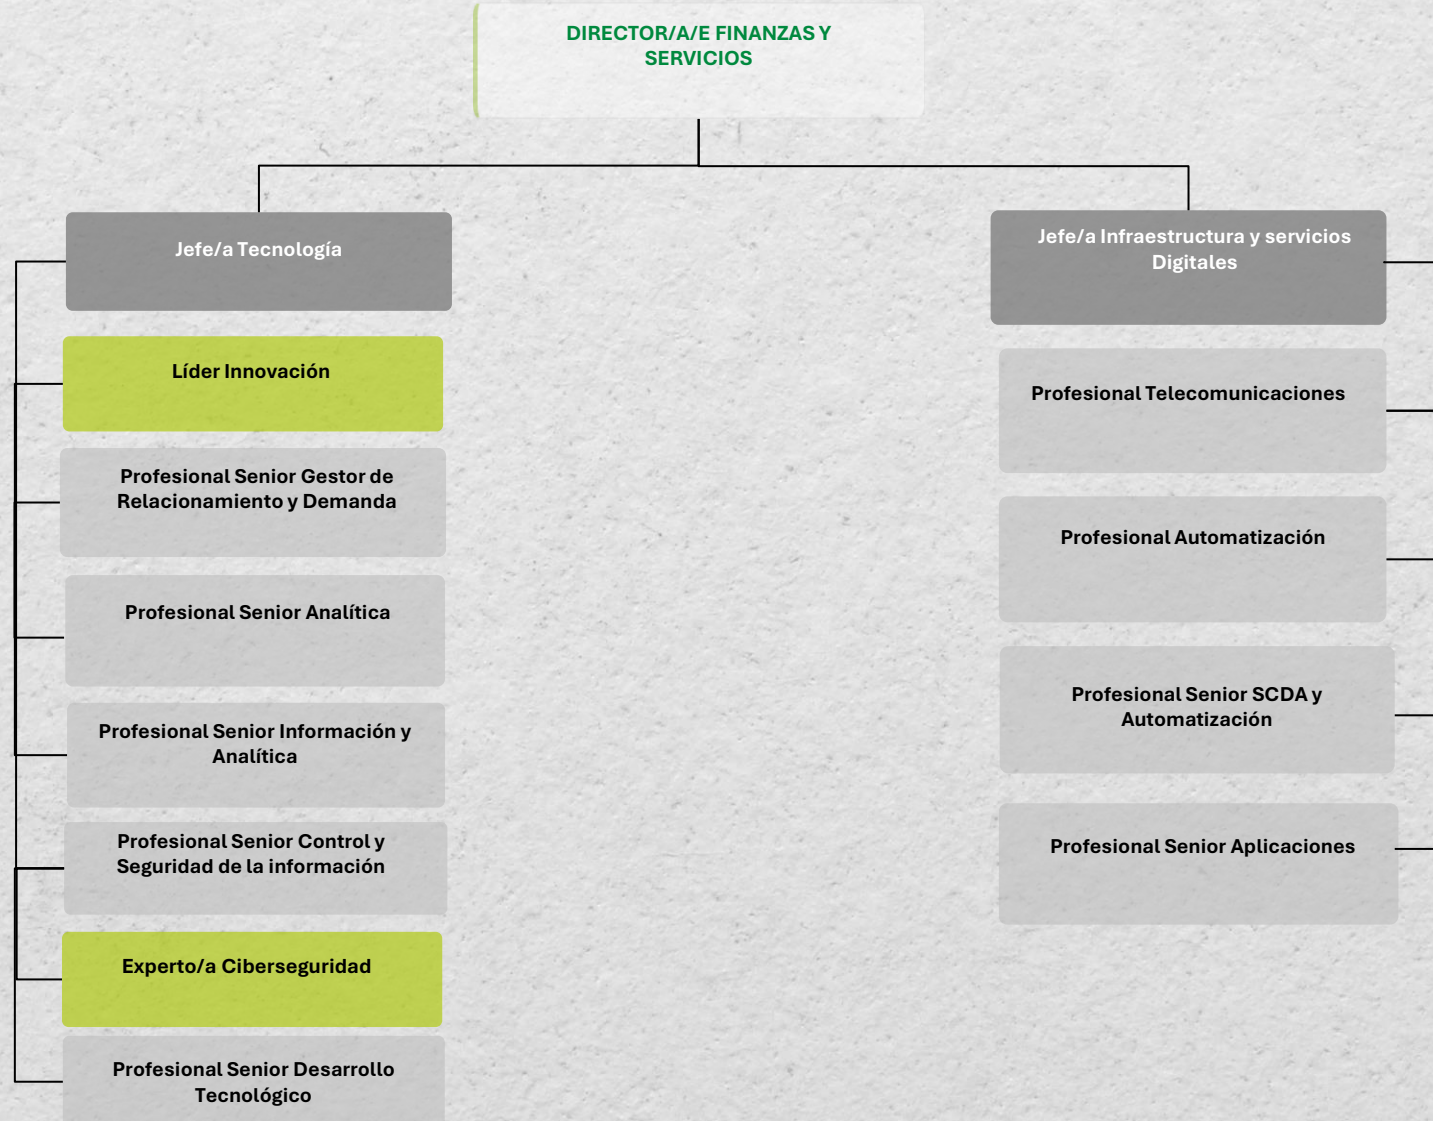 DIRECTOR/A/E FINANZAS Y
SERVICIOS
Jefe/a Tecnología
Líder Innovación
Profesional Senior Gestor de
Relacionamiento y Demanda
Profesional Senior Analítica
Profesional Senior Información y
Analítica
Profesional Senior Control y
Seguridad de la información
Experto/a Ciberseguridad
Profesional Senior Desarrollo
Tecnológico
Jefe/a Infraestructura y servicios
Digitales
Profesional Telecomunicaciones
Profesional Automatización
Profesional Senior SCDA y
Automatización
Profesional Senior Aplicaciones